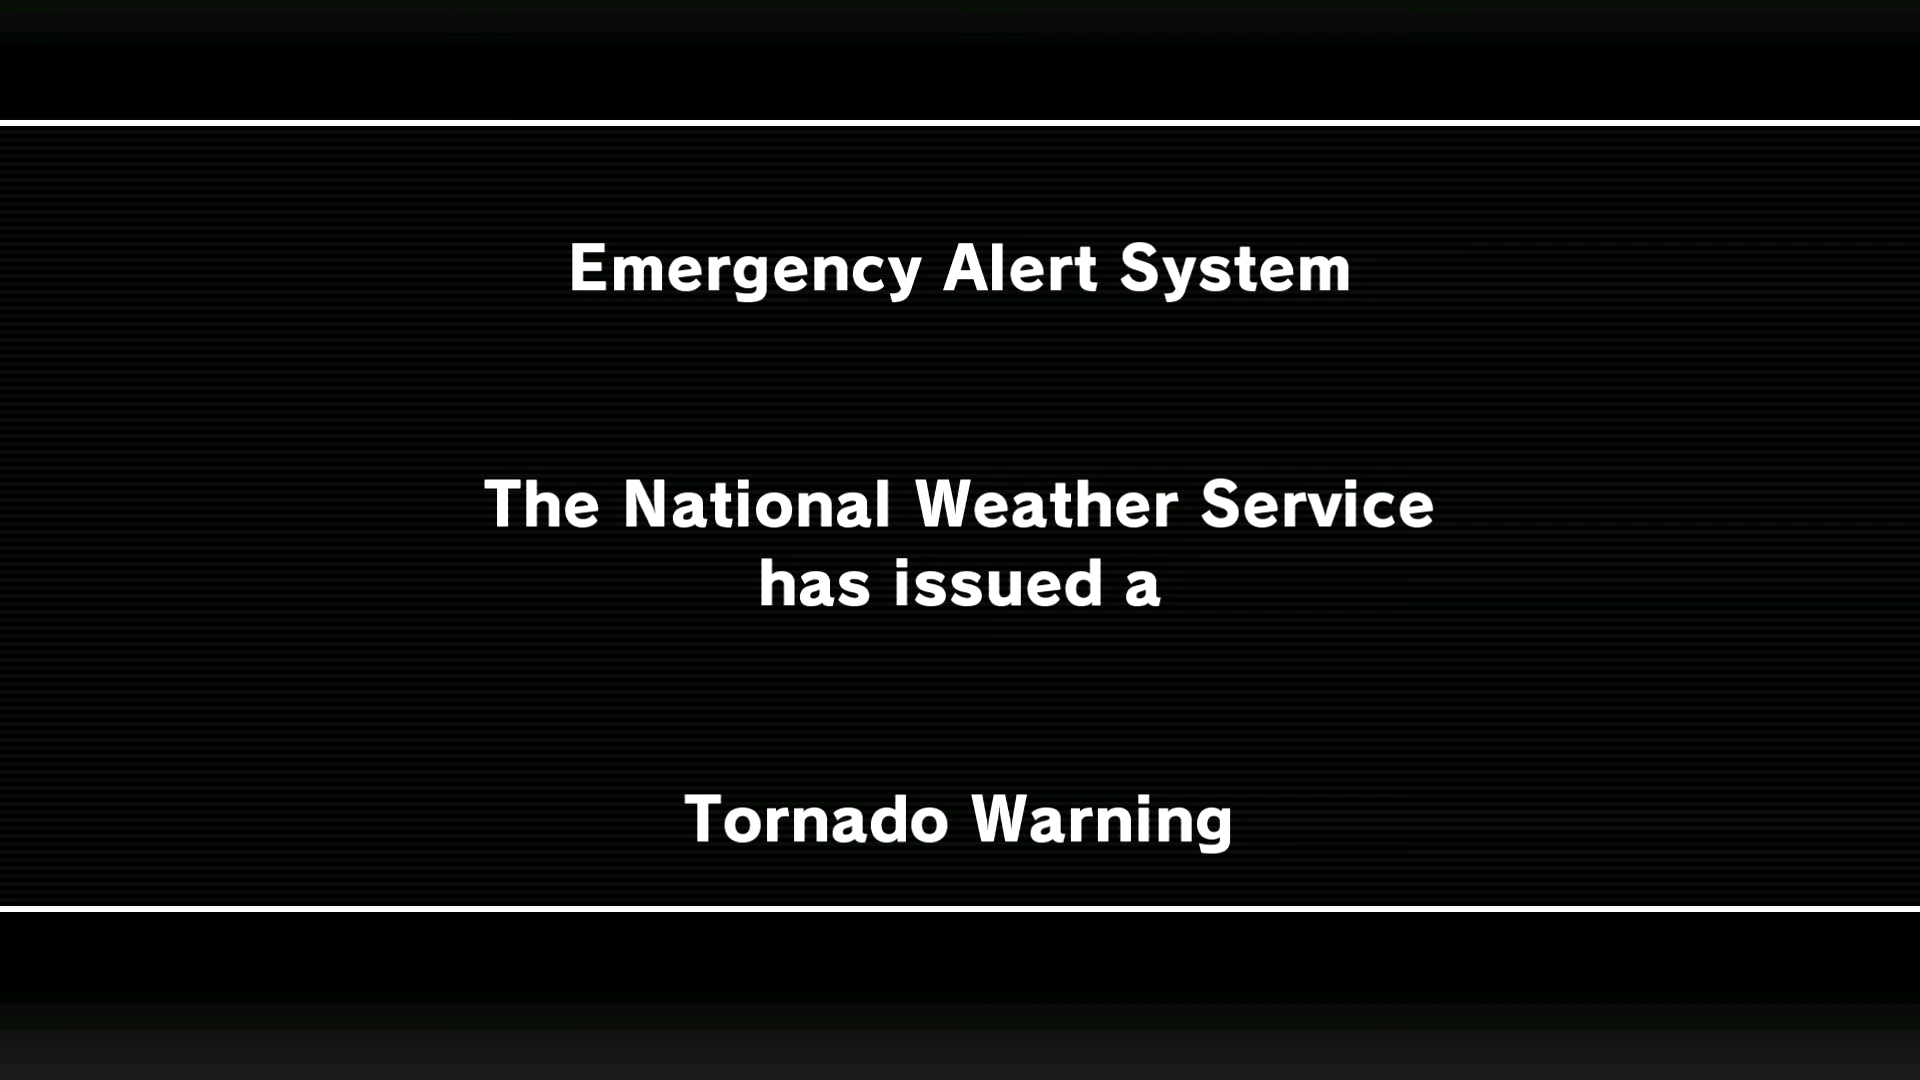 Emergency Alert System
The National Weather Service
has issued a
Tornado Warning